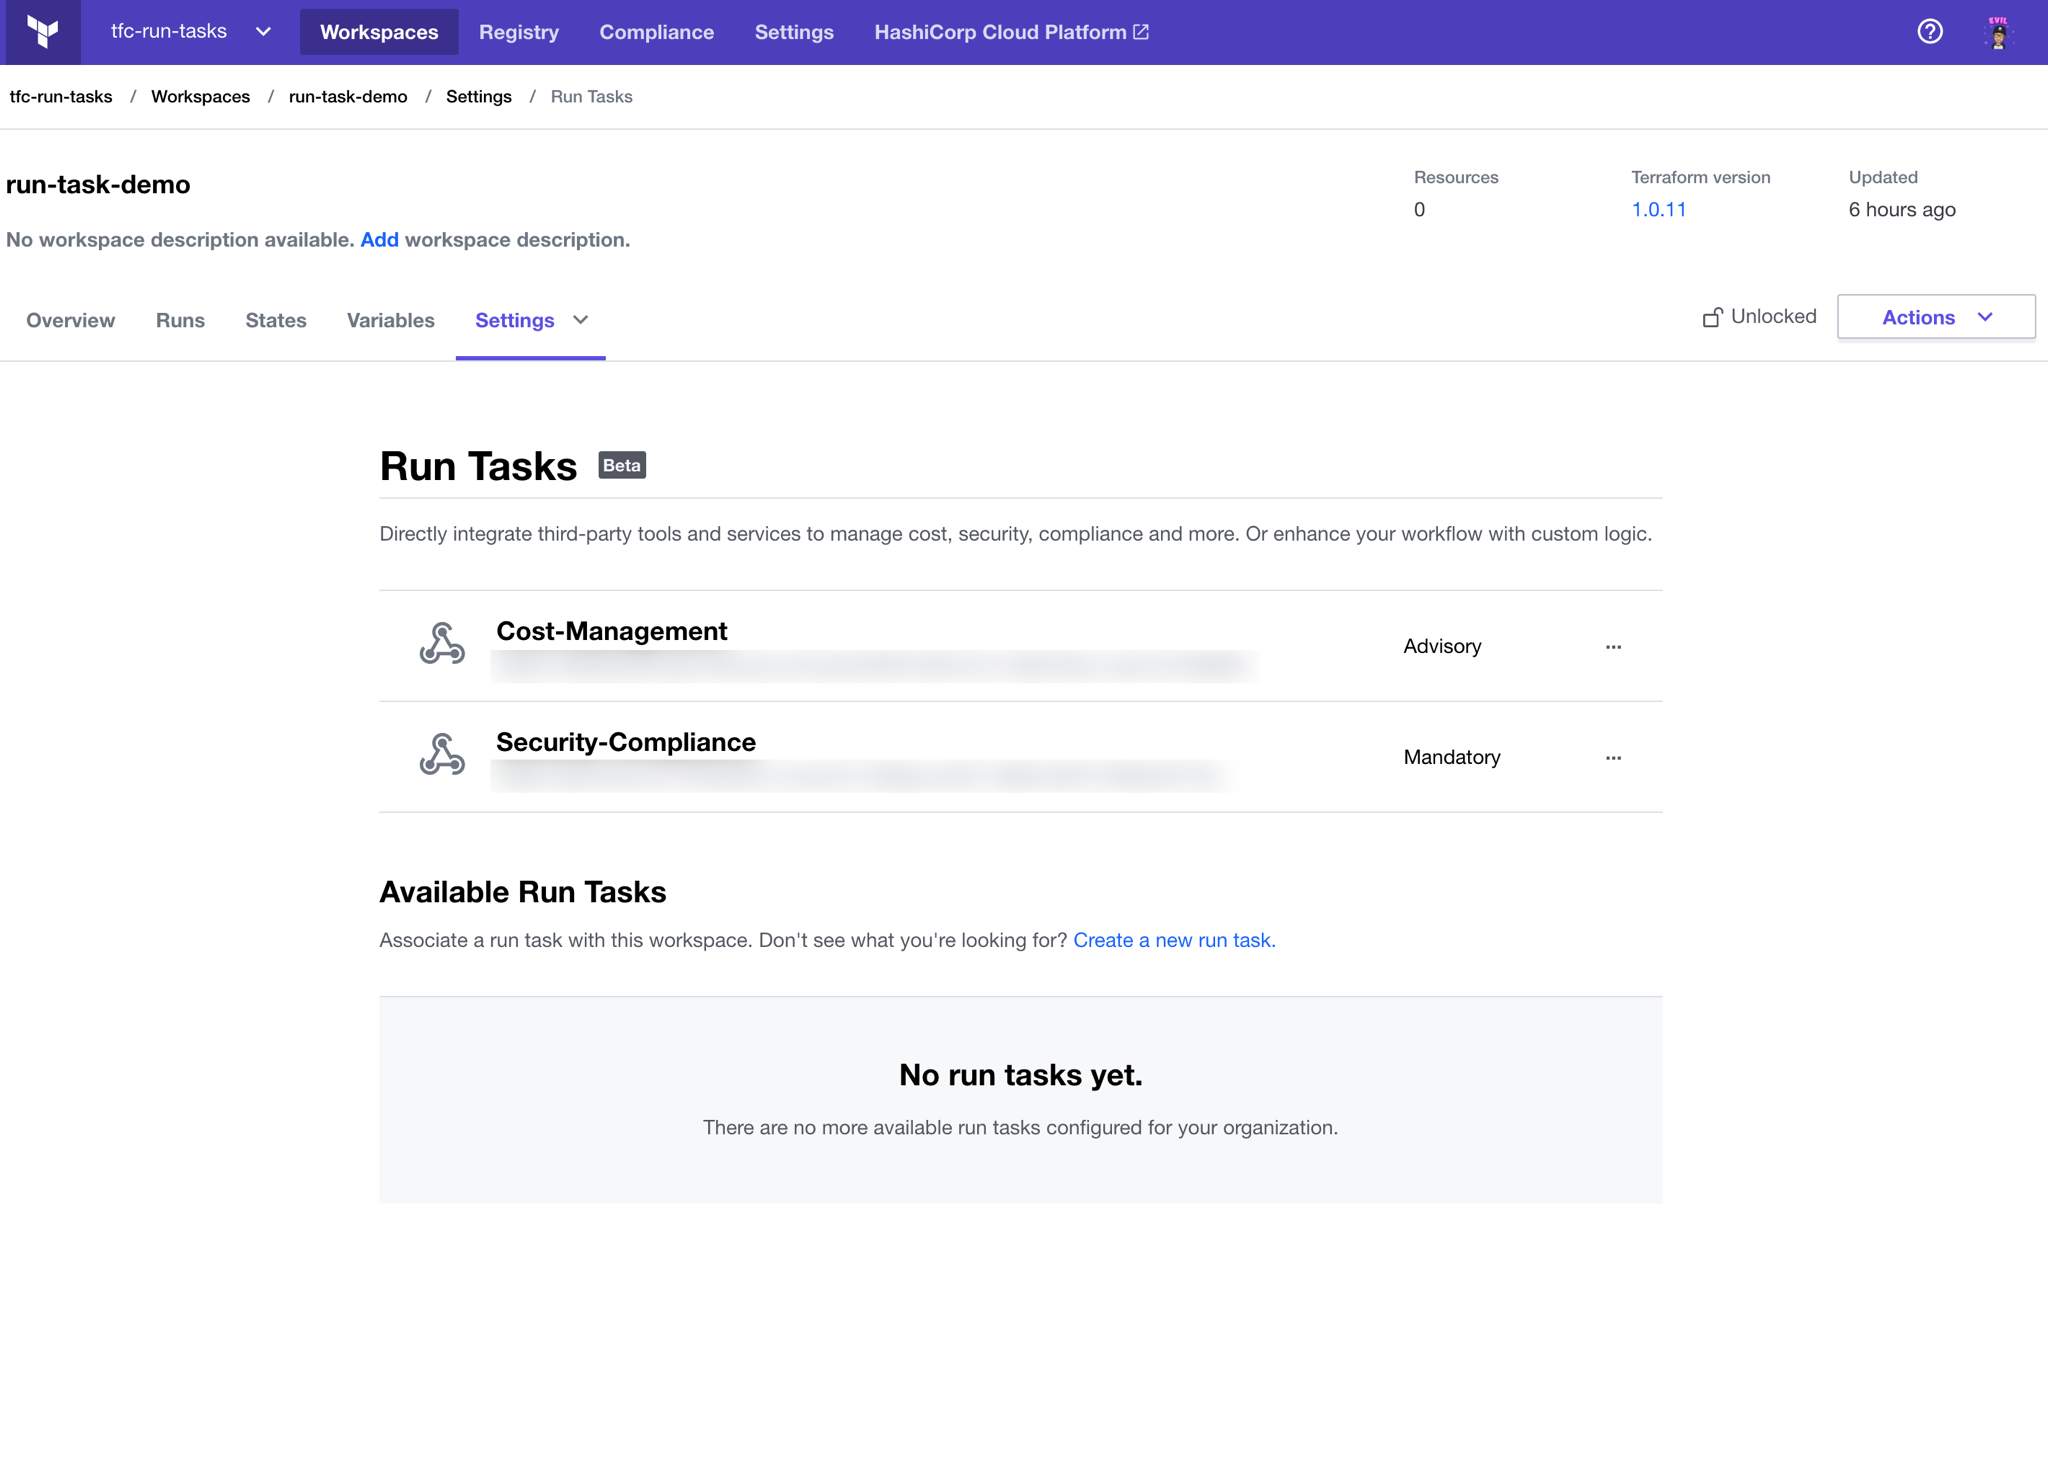 tfc-run-tasks Workspaces Registry Compliance Settings HashiCorp Cloud Platform
tfc-run-tasks / Workspaces / run-task-demo / Settings / Run Tasks
run-task-demo
No workspace description available. Add workspace description.
Resources
0
Terraform version
1.0.11
Updated
6 hours ago
Overview Runs States Variables Settings
Unlocked
Actions
Run Tasks Beta
Directly integrate third-party tools and services to manage cost, security, compliance and more. Or enhance your workflow with custom logic.
Cost-Management
Advisory
Security-Compliance
Mandatory
Available Run Tasks
Associate a run task with this workspace. Don't see what you're looking for? Create a new run task.
No run tasks yet.
There are no more available run tasks configured for your organization.